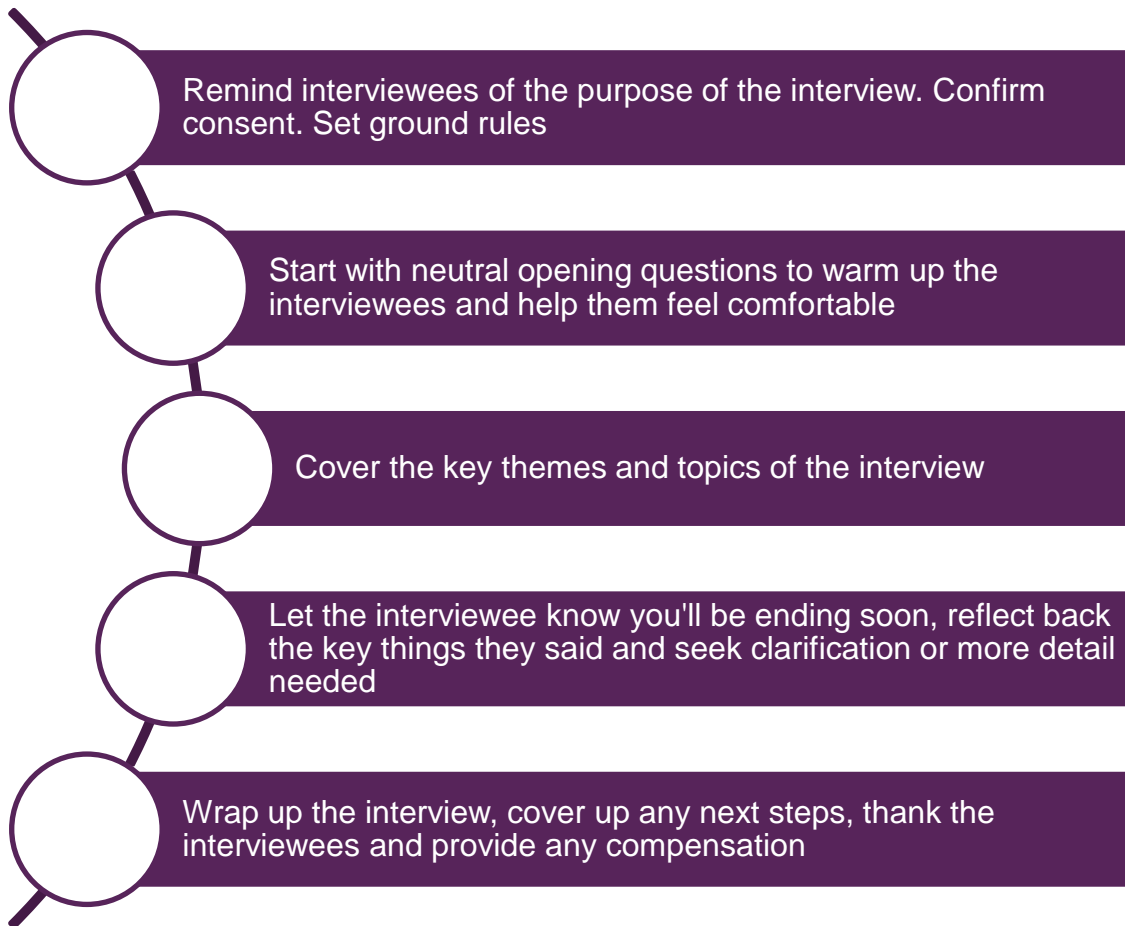 Remind interviewees of the purpose of the interview. Confirm
consent. Set ground rules
Start with neutral opening questions to warm up the
interviewees and help them feel comfortable
Cover the key themes and topics of the interview
Let the interviewee know you'll be ending soon, reflect back
the key things they said and seek clarification or more detail
needed
Wrap up the interview, cover up any next steps, thank the
interviewees and provide any compensation